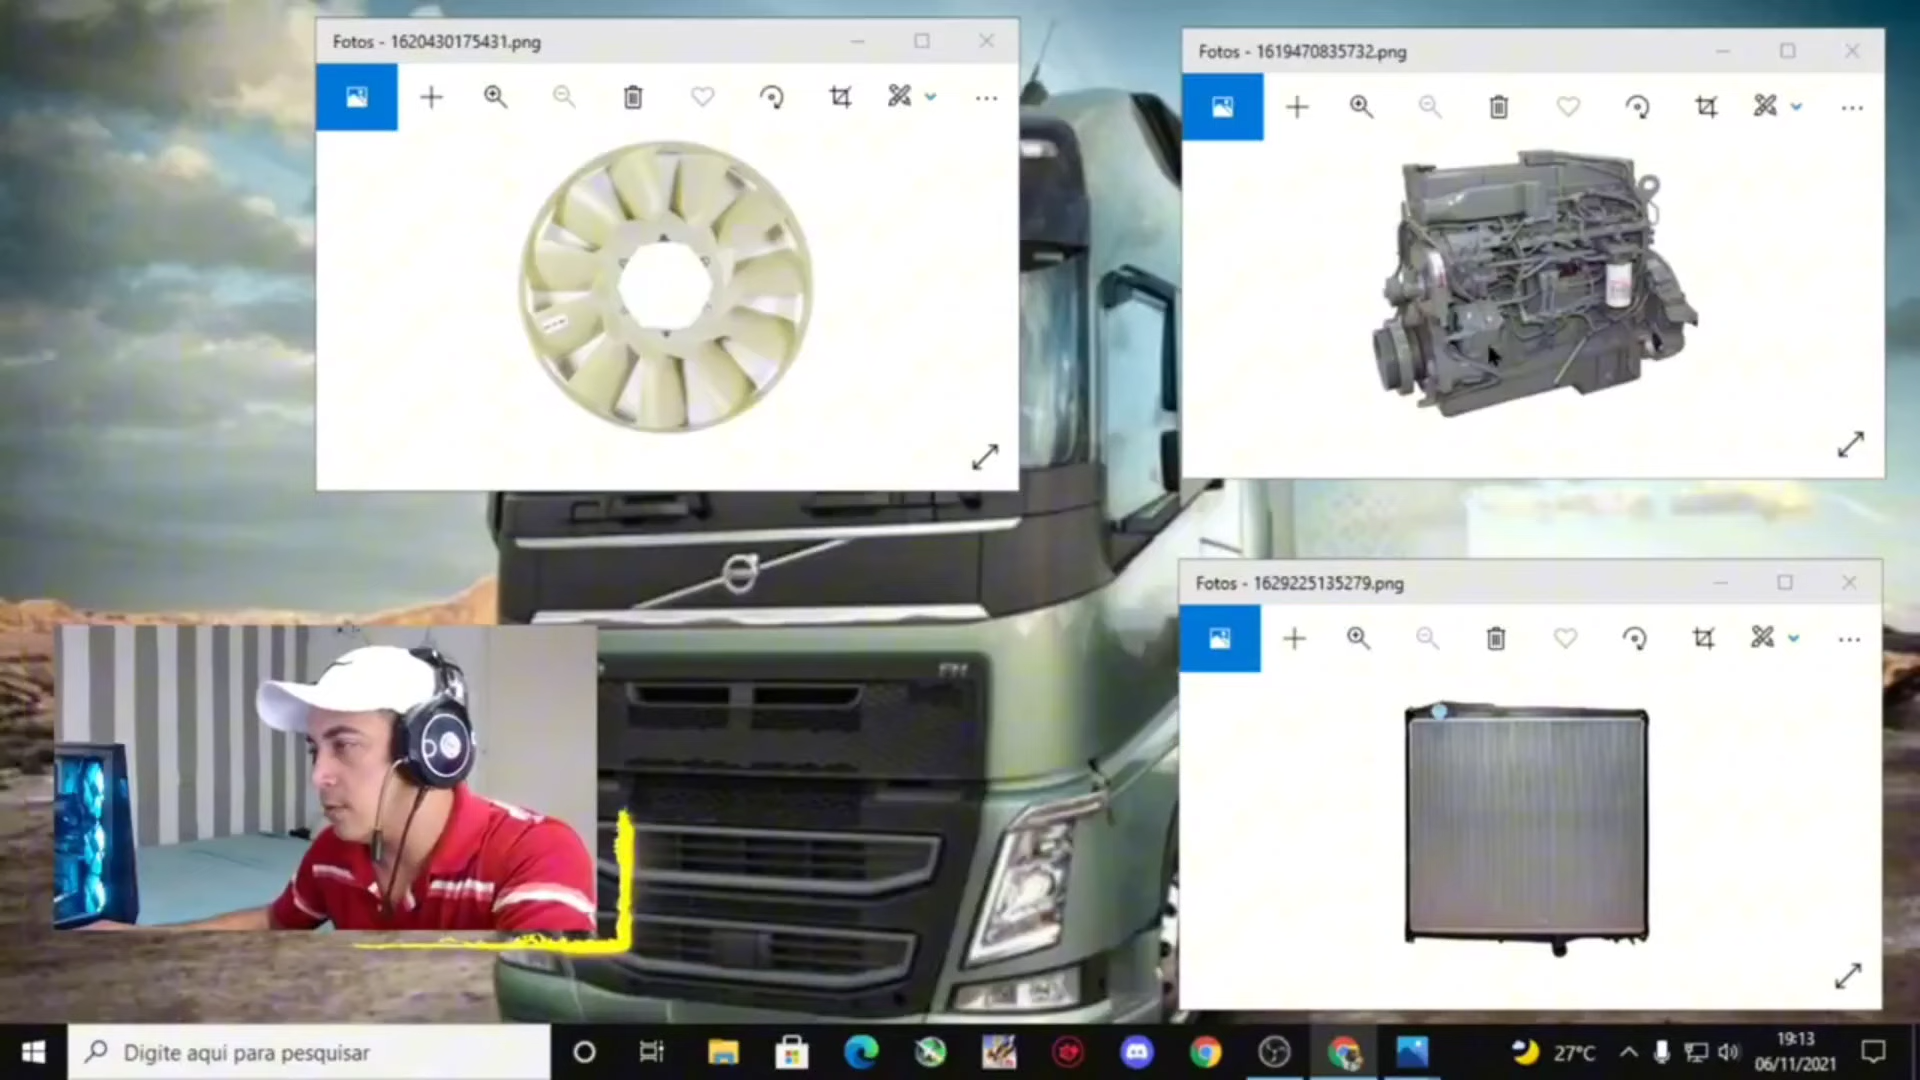 Fotos - 1620430175431.png
Fotos - 1619470835732.png
Fotos - 1629225135279.png
FH
Digite aqui para pesquisar
27°C
19:13
06/11/2021